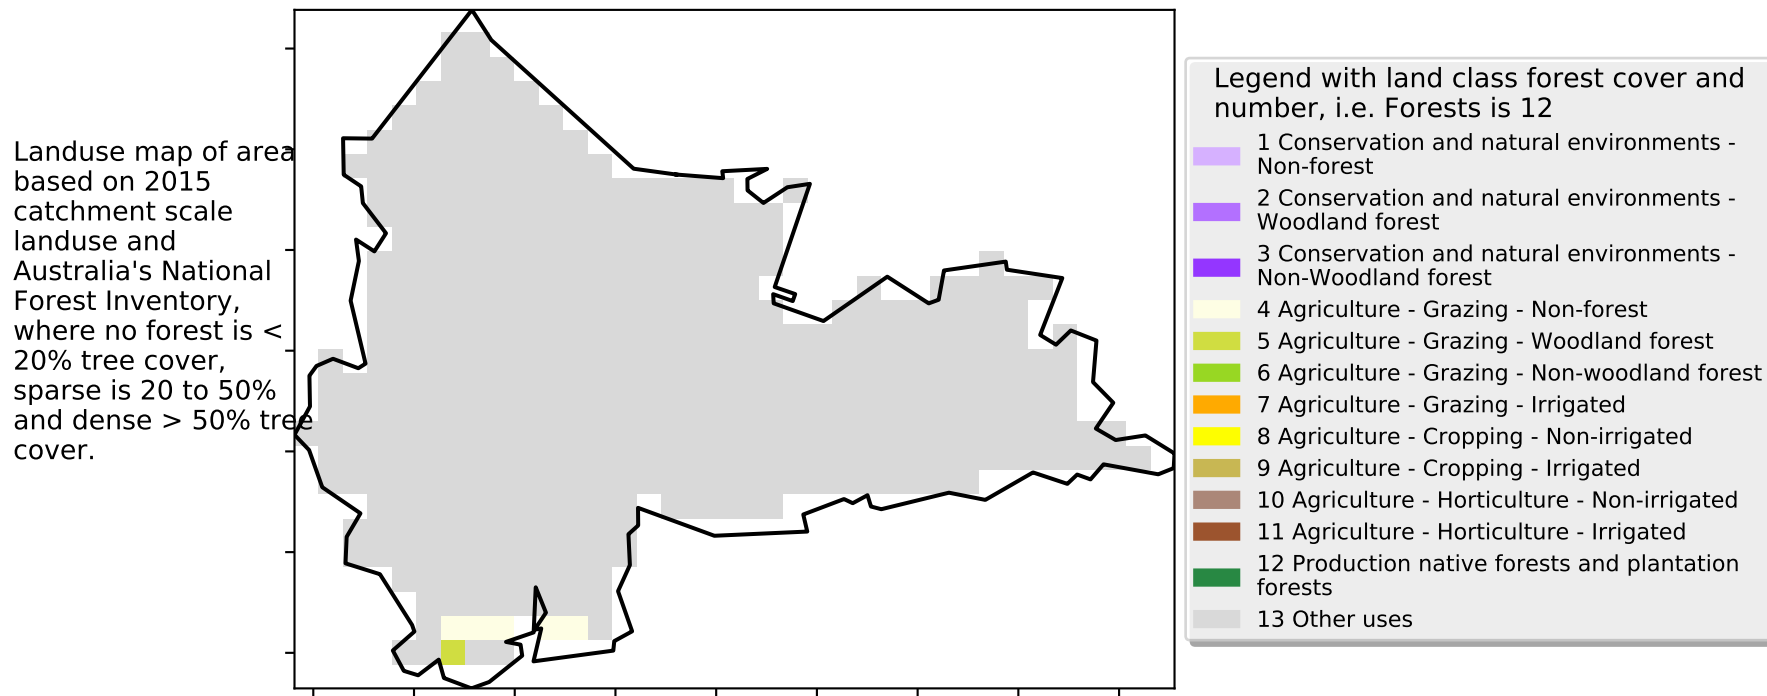 Landuse map of area
based on 2015
catchment scale
landuse and
Australia's National
Forest Inventory,
where no forest is <
20% tree cover,
sparse is 20 to 50%
and dense > 50% tree
cover.
Legend with land class forest cover and
number, i.e. Forests is 12
1 Conservation and natural environments -
Non-forest
2 Conservation and natural environments -
Woodland forest
3 Conservation and natural environments -
Non-Woodland forest
4 Agriculture - Grazing - Non-forest
5 Agriculture - Grazing - Woodland forest
6 Agriculture - Grazing - Non-woodland forest
7 Agriculture - Grazing - Irrigated
8 Agriculture - Cropping - Non-irrigated
9 Agriculture - Cropping - Irrigated
10 Agriculture - Horticulture - Non-irrigated
11 Agriculture - Horticulture - Irrigated
12 Production native forests and plantation
forests
13 Other uses